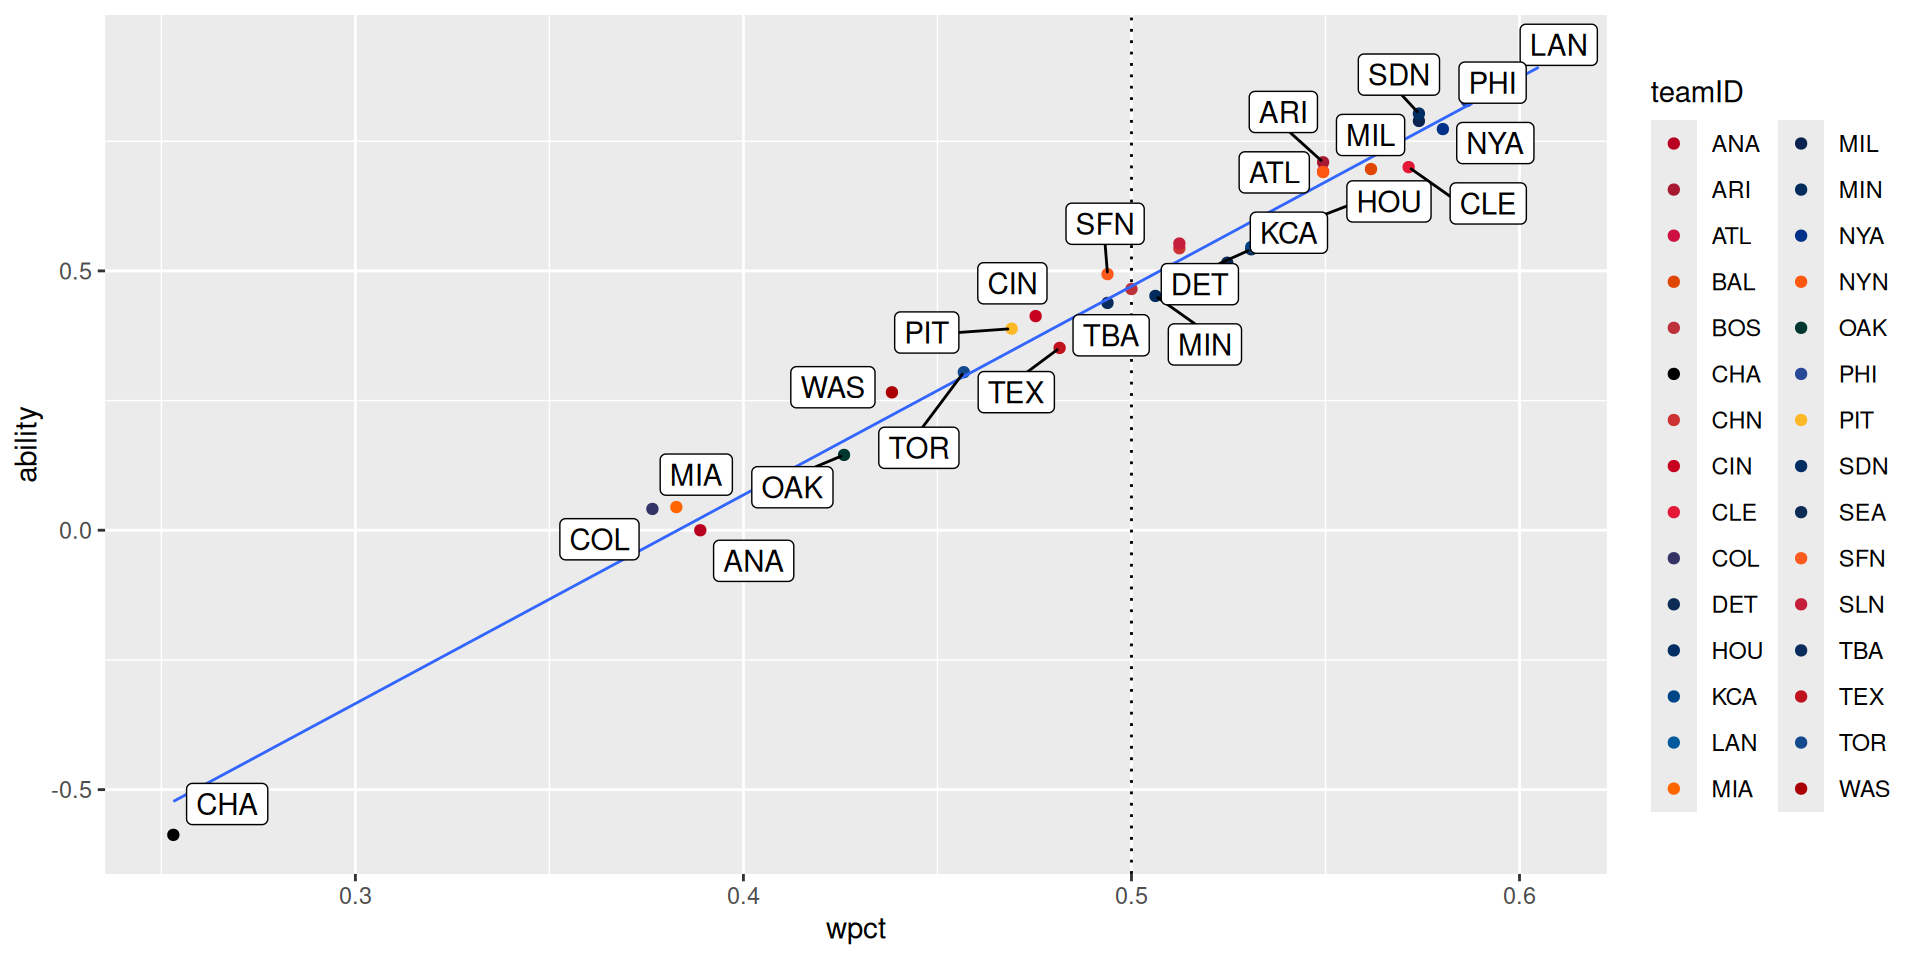 LAN
SDN
PHI
ARI
MIL
NYA
ATL
HOU
CLE
SFN
KCA
CIN
DET
PIT
TBA
MIN
WAS
TEX
TOR
MIA
OAK
COL
ANA
CHA
0.5
0.0
-0.5
ability
0.3
0.4
0.5
0.6
wpct
teamID
ANA
ARI
ATL
BAL
BOS
CHA
CHN
CIN
CLE
COL
DET
HOU
KCA
LAN
MIA
MIL
MIN
NYA
NYN
OAK
PHI
PIT
SDN
SEA
SFN
SLN
TBA
TEX
TOR
WAS